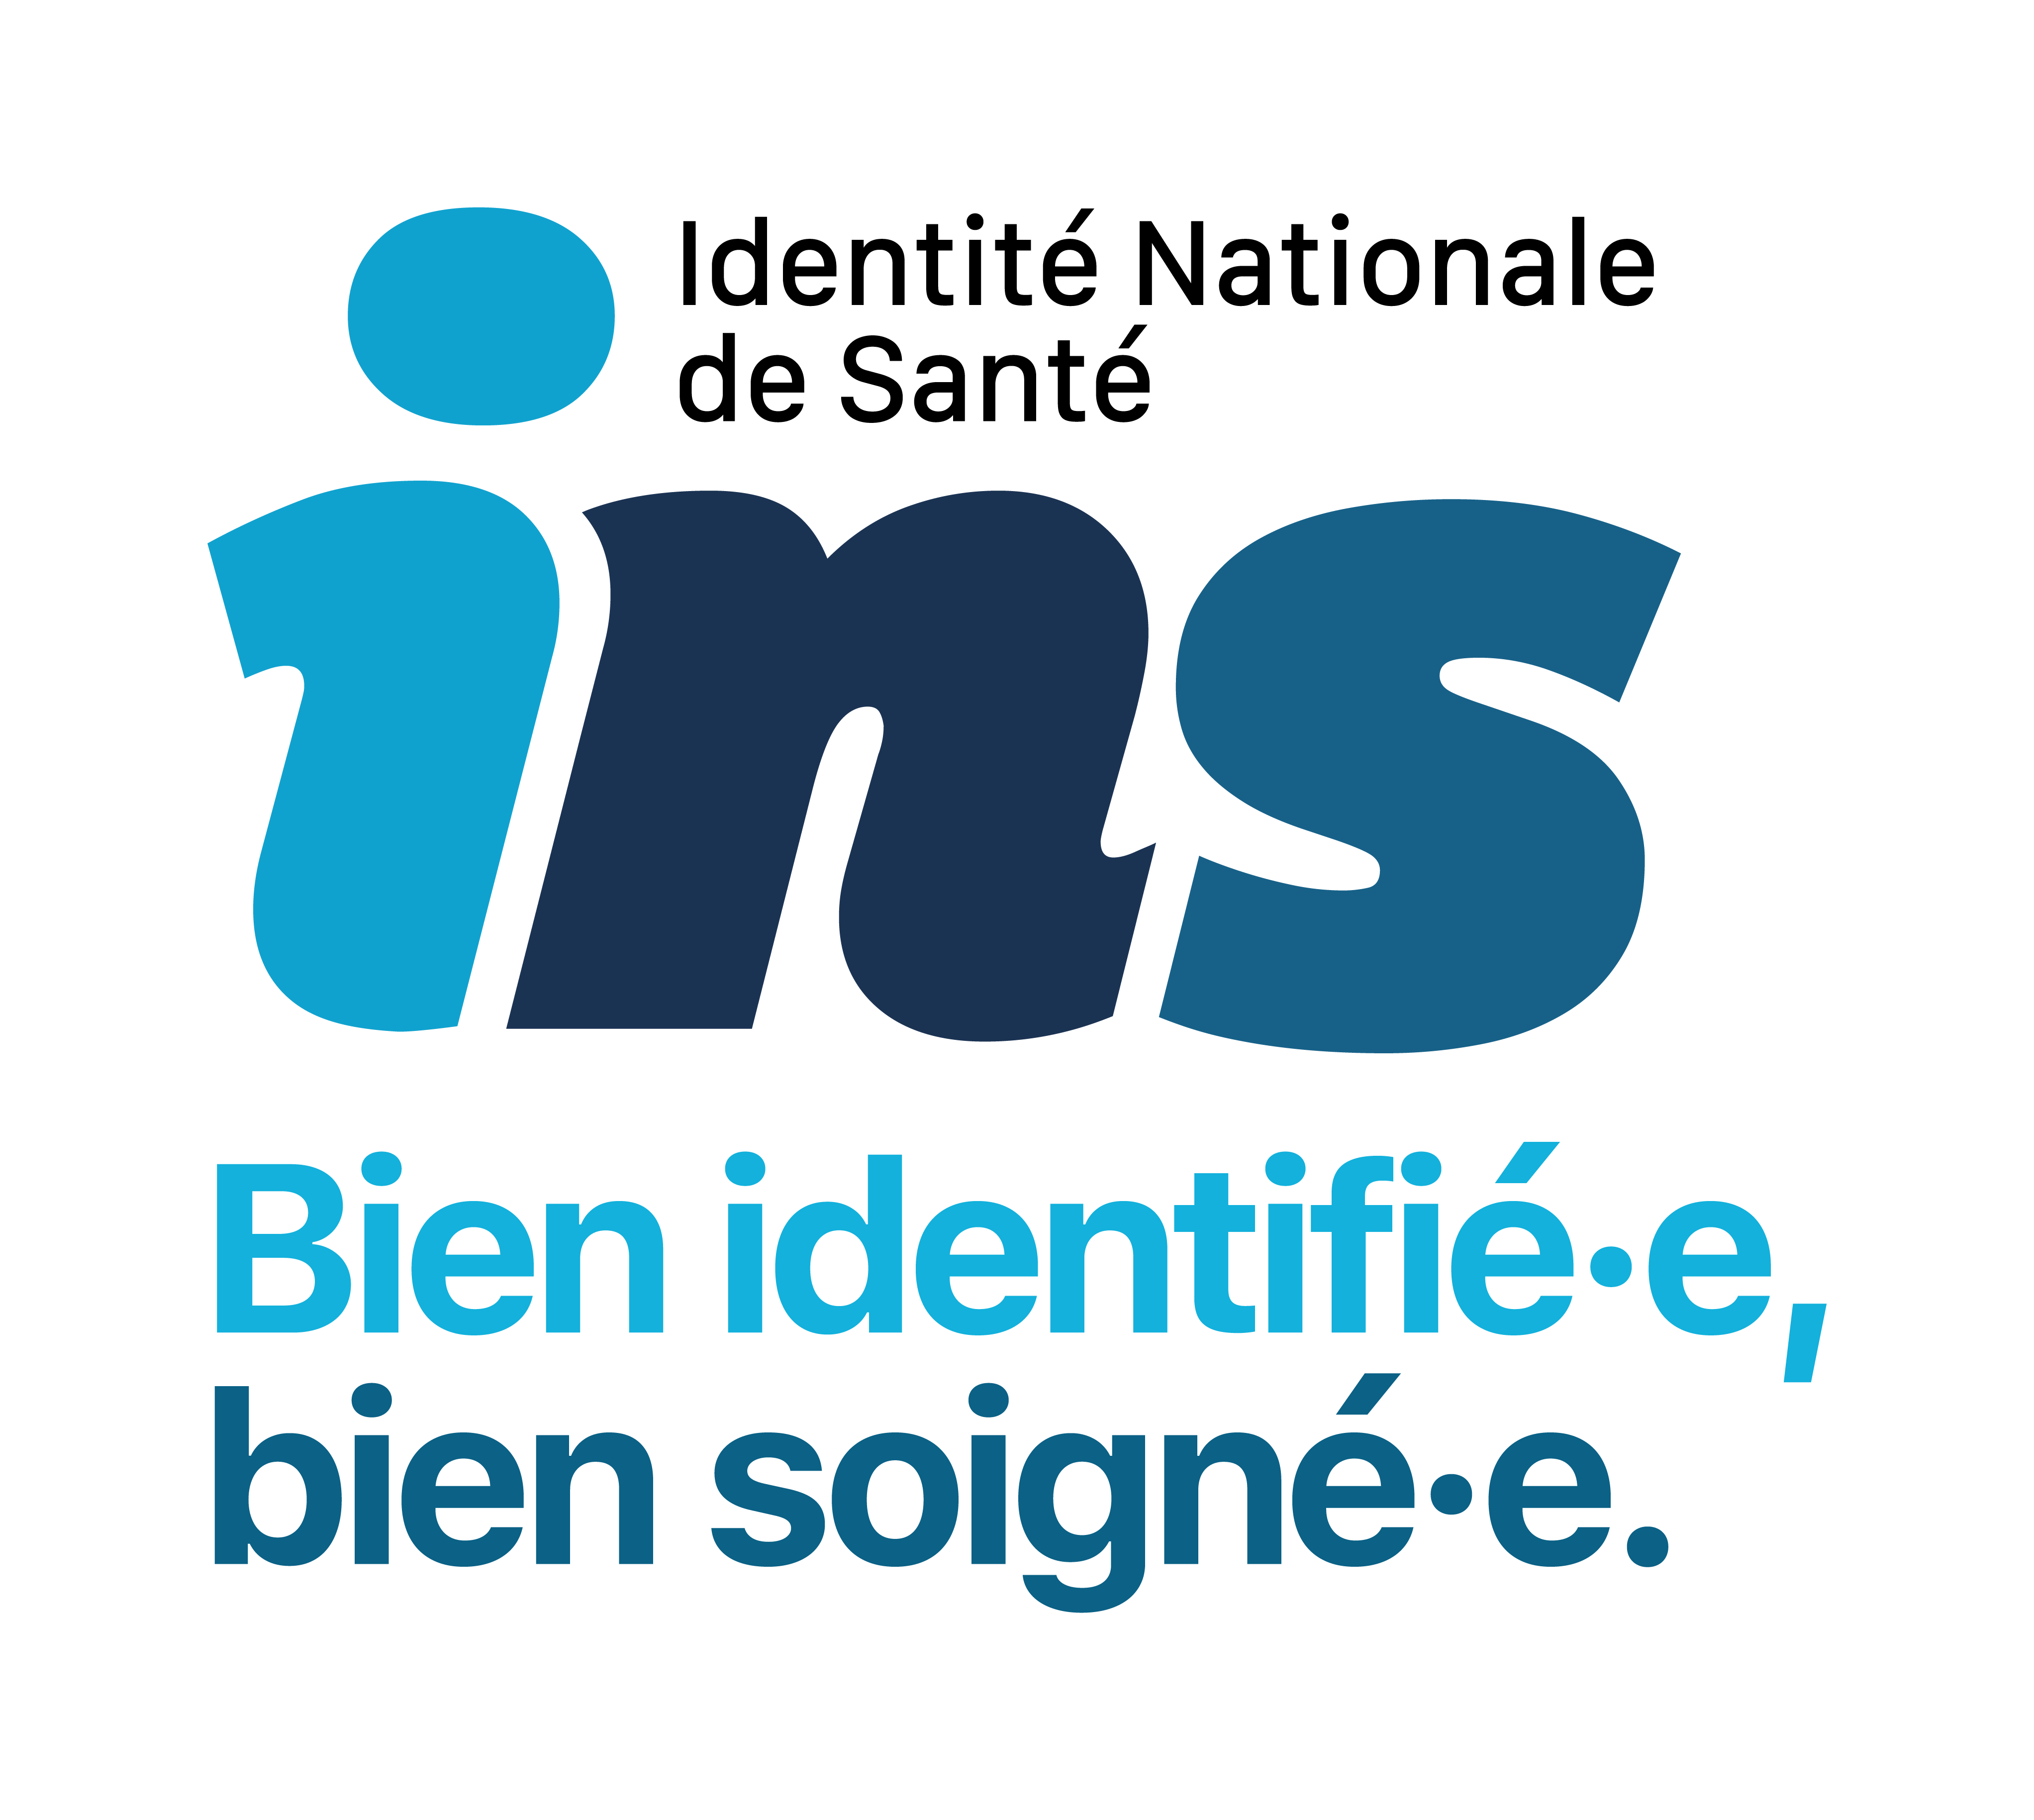 Identité Nationale
de Santé
ins
Bien identifié·e,
bien soigné·e.